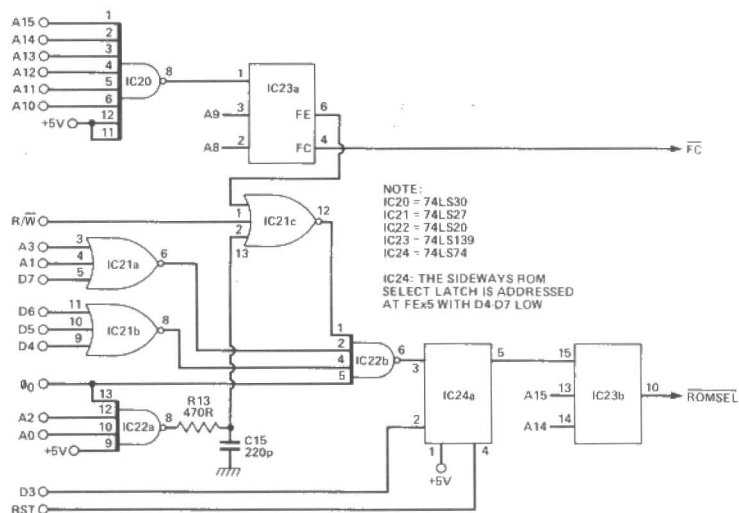 A15 1
A14 2
A13 3
A12 4 IC20 8 1 IC23a
A11 5
A10 6
12
+5V 11
A9 3 FE 6
A8 2 FC 4 FC
R/W 1 IC21c 12
2
13
NOTE:
IC20 = 74LS30
IC21 = 74LS27
IC22 = 74LS20
IC23 = 74LS139
IC24 = 74LS74
IC24: THE SIDEWAYS ROM
SELECT LATCH IS ADDRESSED
AT FEx5 WITH D4-D7 LOW
A3 3
A1 4 IC21a 6
D7 5
D6 11
D5 10 IC21b 8
D4 9
1
2
4 IC22b 6
5
3 IC24a 5
2
1 4
+5V
15
A15 13 IC23b 10 ROMSEL
A14 14
Ø0 13
A2 12
A0 10 IC22a 8
+5V 9
R13
470R
C15
220p
D3
RST